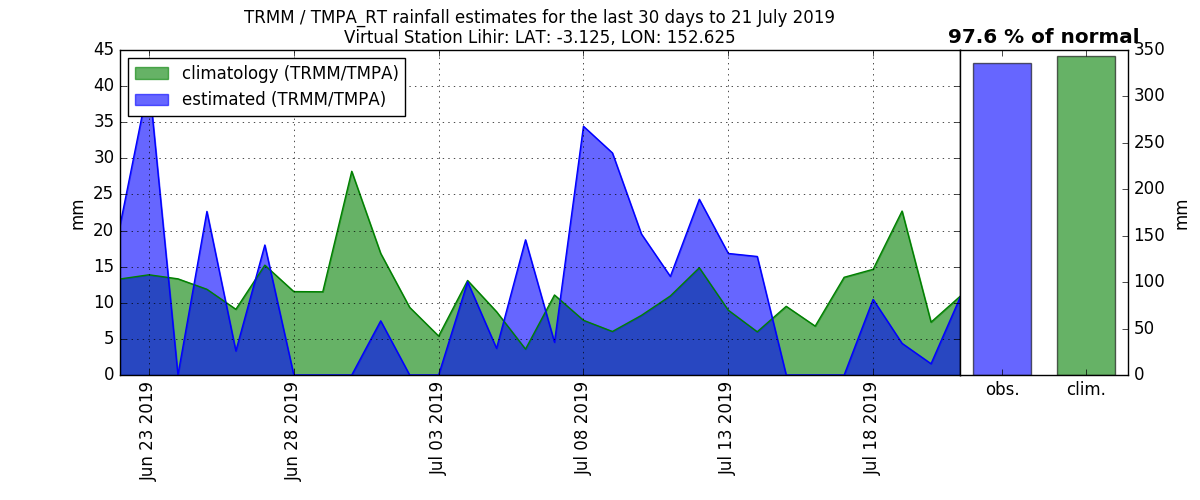 TRMM / TMPA_RT rainfall estimates for the last 30 days to 21 July 2019
Virtual Station Lihir: LAT: -3.125, LON: 152.625
97.6 % of normal
climatology (TRMM/TMPA)
estimated (TRMM/TMPA)
45
40
35
30
25
20
15
10
5
0
mm
Jun 23 2019
Jun 28 2019
Jul 03 2019
Jul 08 2019
Jul 13 2019
Jul 18 2019
350
300
250
200
150
100
50
0
mm
obs.
clim.